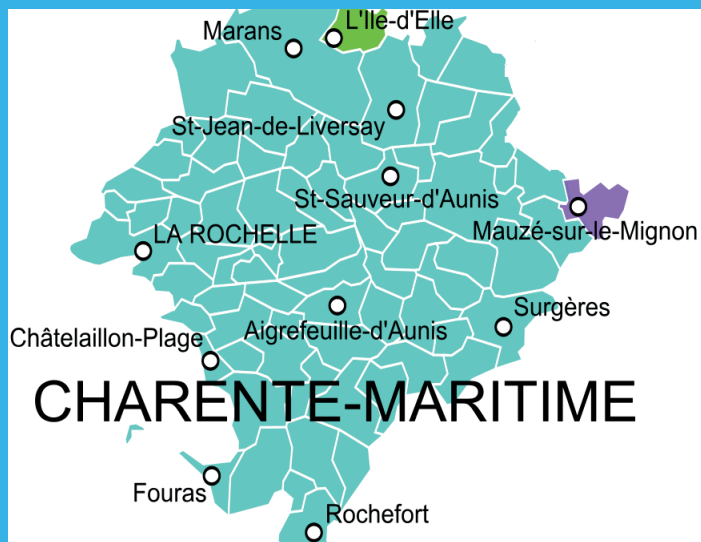 L'Ile-d'Elle
Marans
St-Jean-de-Liversay
St-Sauveur-d'Aunis
Mauzé-sur-le-Mignon
LA ROCHELLE
Surgères
Aigrefeuille-d'Aunis
Châtelaillon-Plage
CHARENTE-MARITIME
Fouras
Rochefort